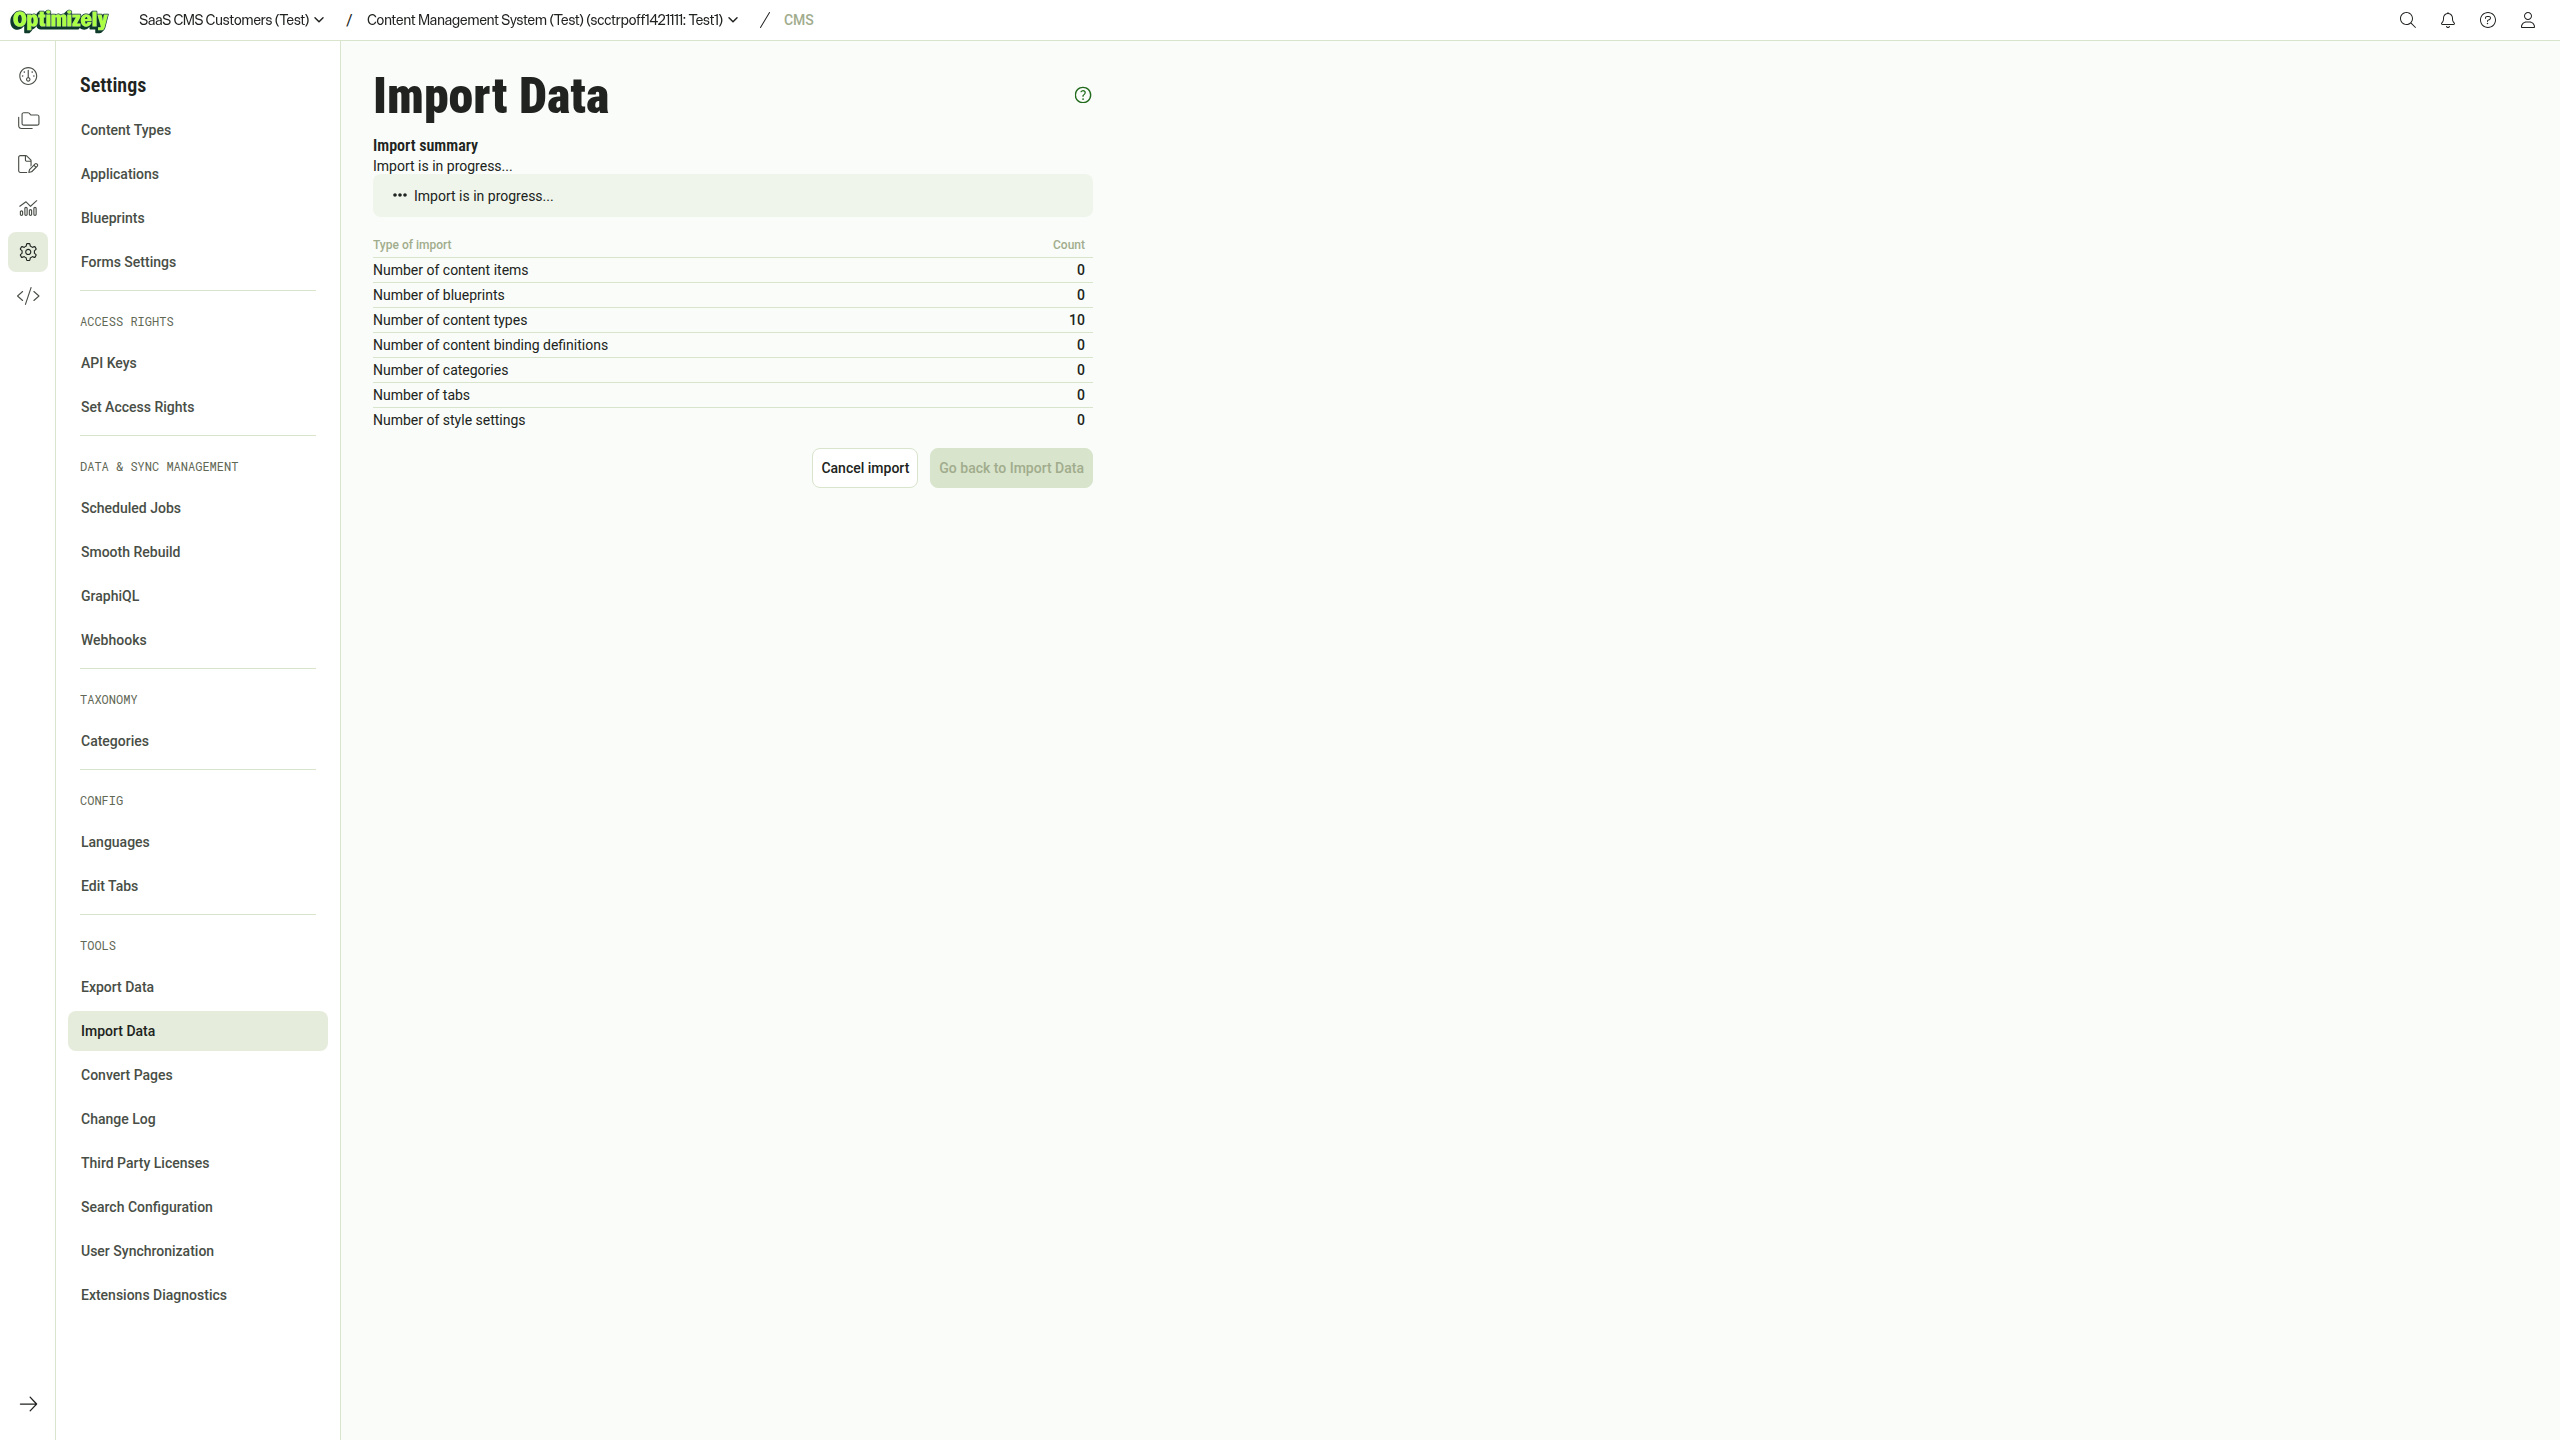 Optimizely
SaaS CMS Customers (Test) / Content Management System (Test) (scctrpoff1421111: Test1) / CMS
Settings
Content Types
Applications
Blueprints
Forms Settings
ACCESS RIGHTS
API Keys
Set Access Rights
DATA & SYNC MANAGEMENT
Scheduled Jobs
Smooth Rebuild
GraphiQL
Webhooks
TAXONOMY
Categories
CONFIG
Languages
Edit Tabs
TOOLS
Export Data
Import Data
Convert Pages
Change Log
Third Party Licenses
Search Configuration
User Synchronization
Extensions Diagnostics
Import Data
Import summary
Import is in progress...
Import is in progress...
Type of import Count
Number of content items 0
Number of blueprints 0
Number of content types 10
Number of content binding definitions 0
Number of categories 0
Number of tabs 0
Number of style settings 0
Cancel import Go back to Import Data